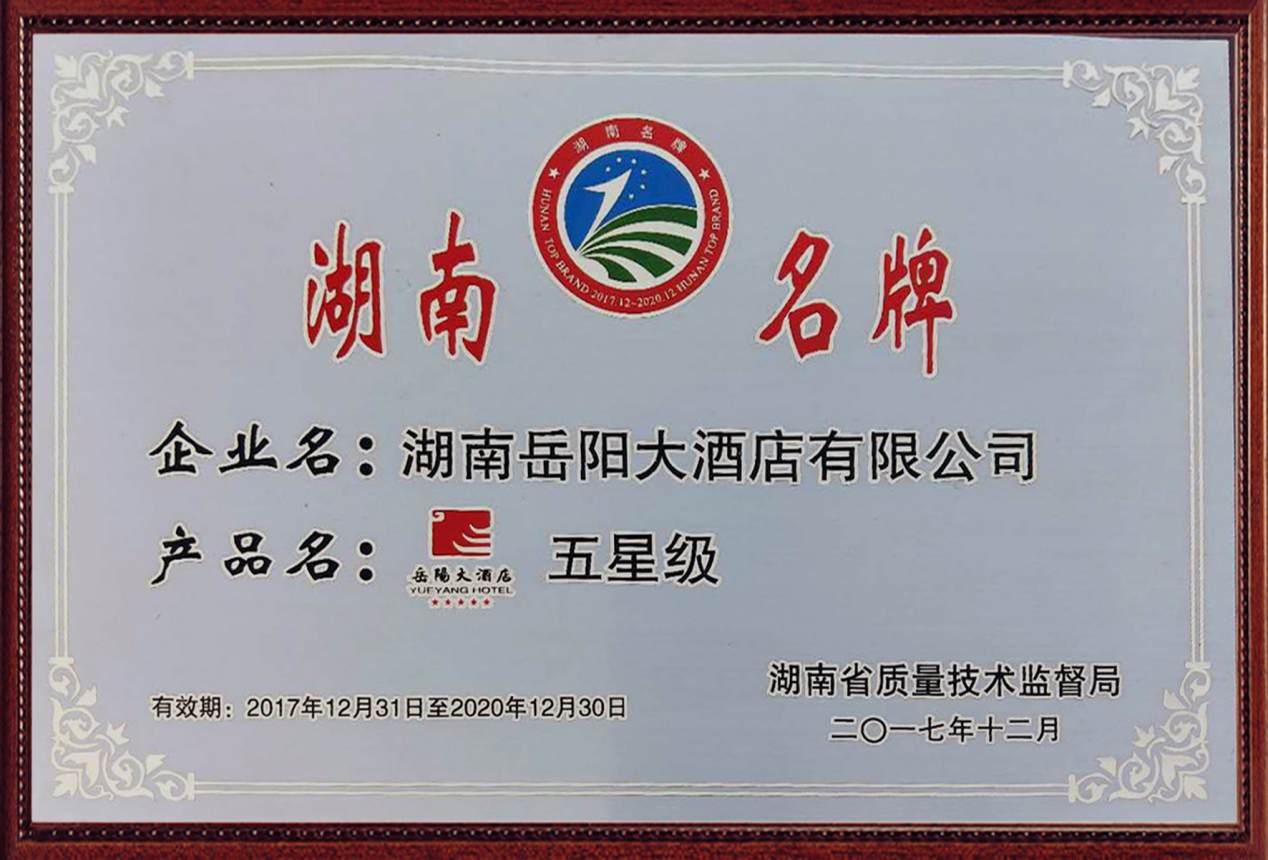 湖南名牌
HUNAN TOP BRAND 2017.12~2020.12 HUNAN TOP BRAND
湖南 名牌
企业名：湖南岳阳大酒店有限公司
产品名： 五星级
岳陽大酒店
YUEYANG HOTEL
湖南省质量技术监督局
有效期：2017年12月31日至2020年12月30日
二〇一七年十二月